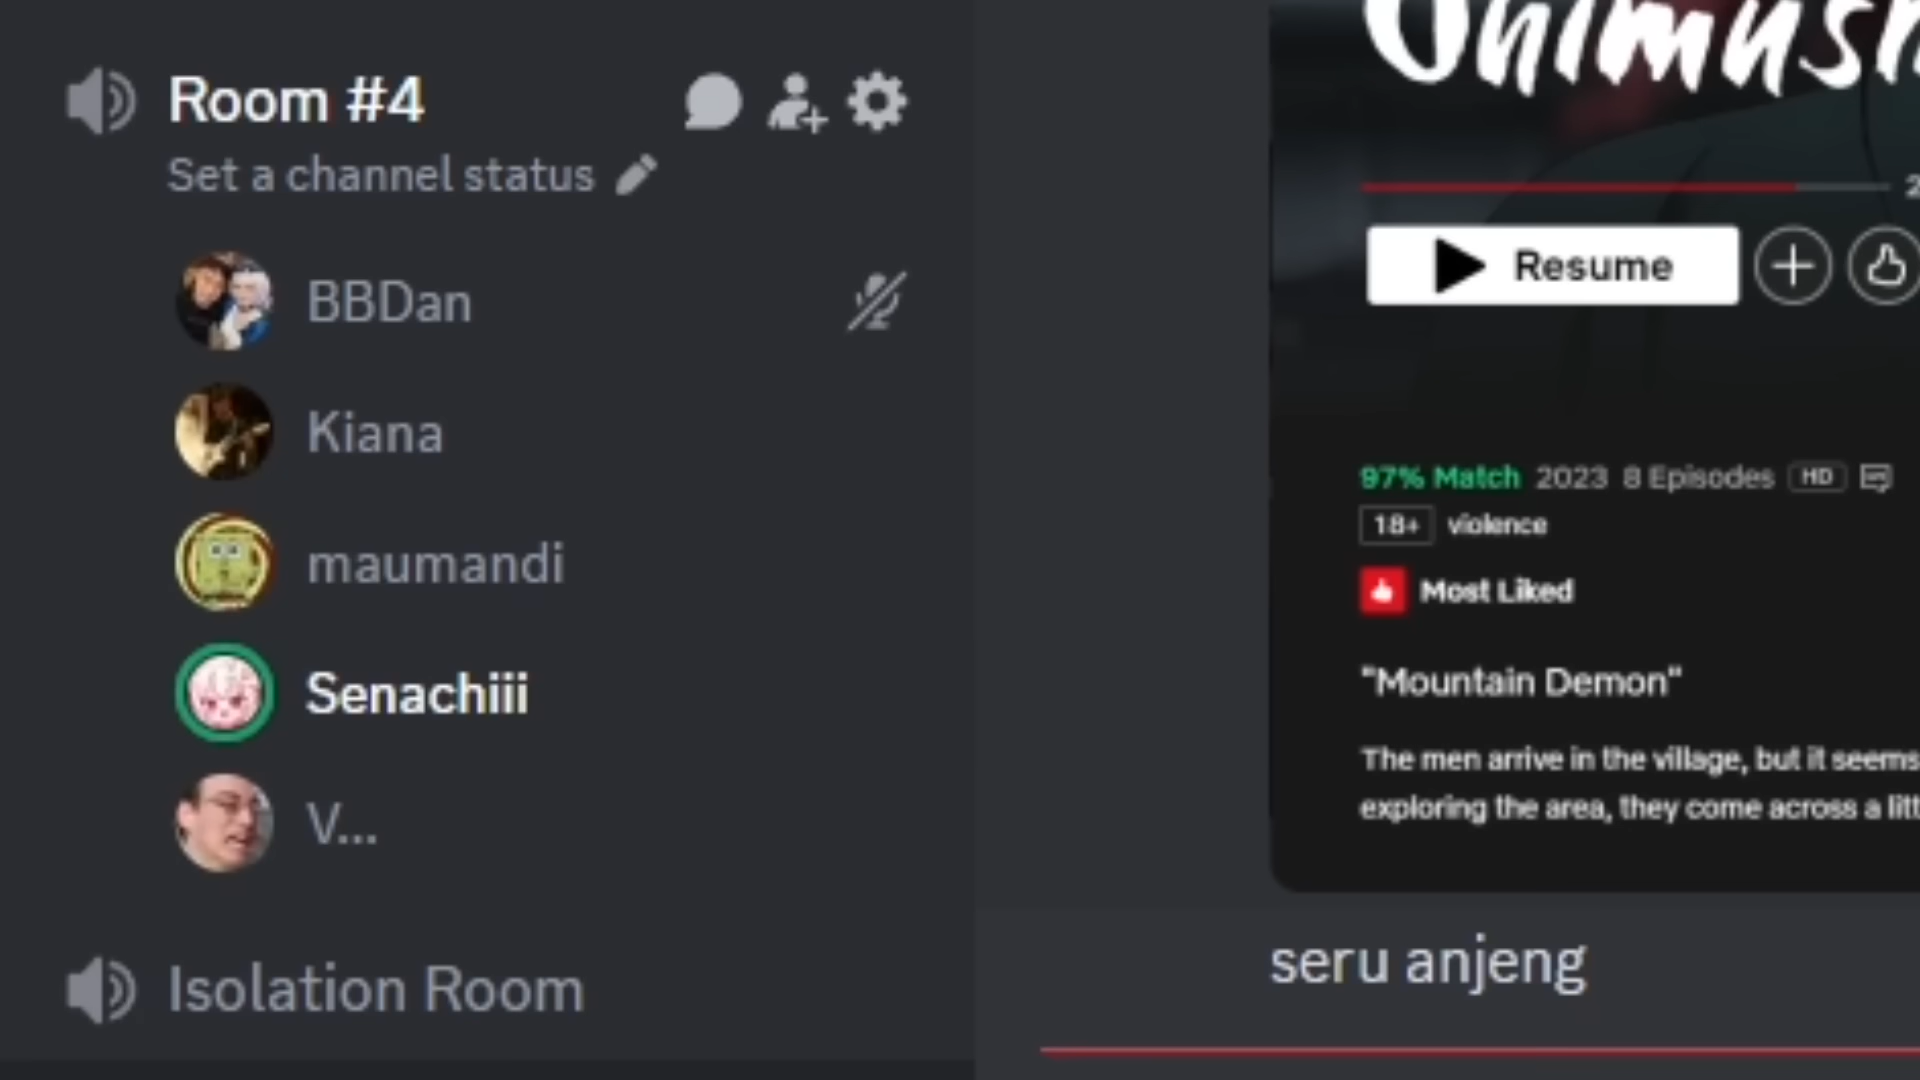 Room #4
Set a channel status
BBDan
Kiana
maumandi
Senachiii
V...
Isolation Room
Resume
97% Match 2023 8 Episodes HD
18+ violence
Most Liked
"Mountain Demon"
The men arrive in the village, but it seems
exploring the area, they come across a
seru anjeng